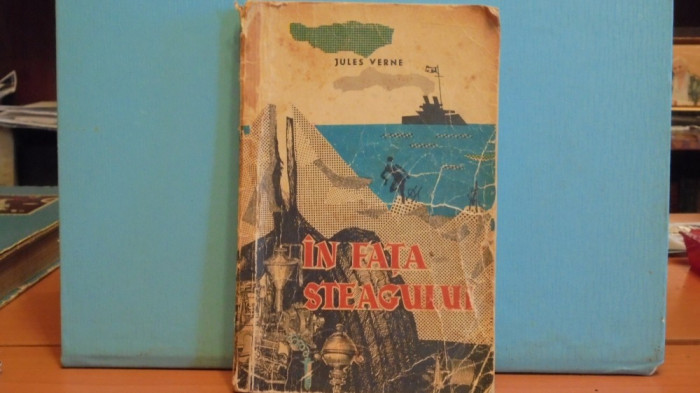 JULES VERNE
ÎN FAȚA
STEAGULUI